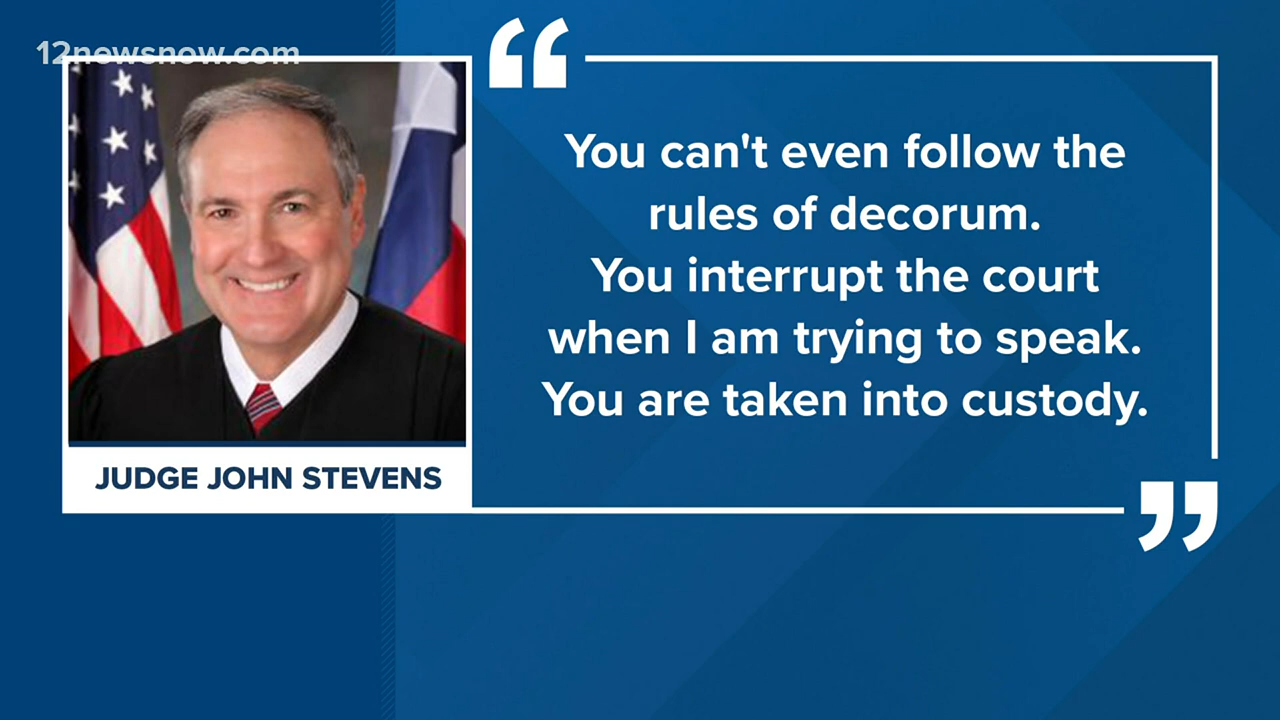 12newsnow.com
“
You can't even follow the
rules of decorum.
You interrupt the court
when I am trying to speak.
You are taken into custody.
”
JUDGE JOHN STEVENS